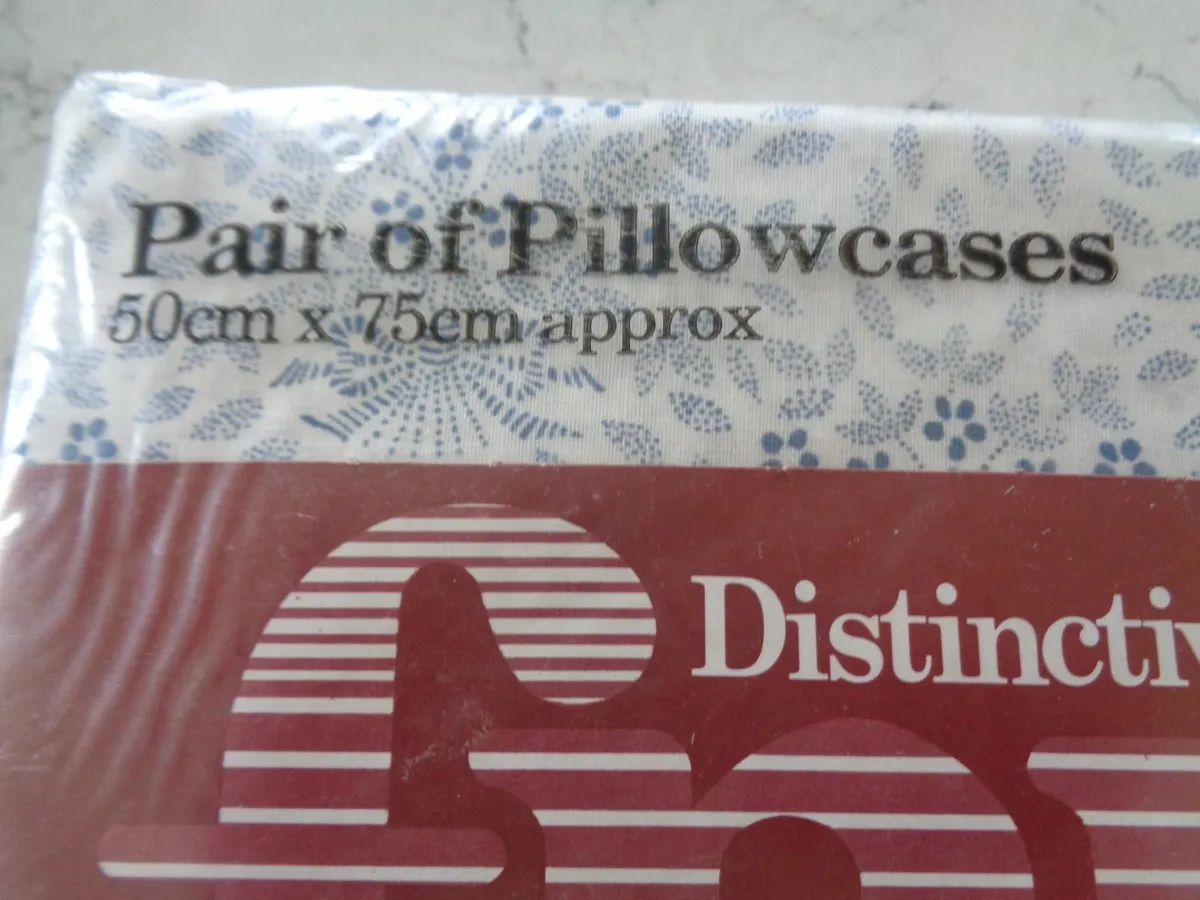 Pair of Pillowcases
50cm x 75cm approx
Distinctiv